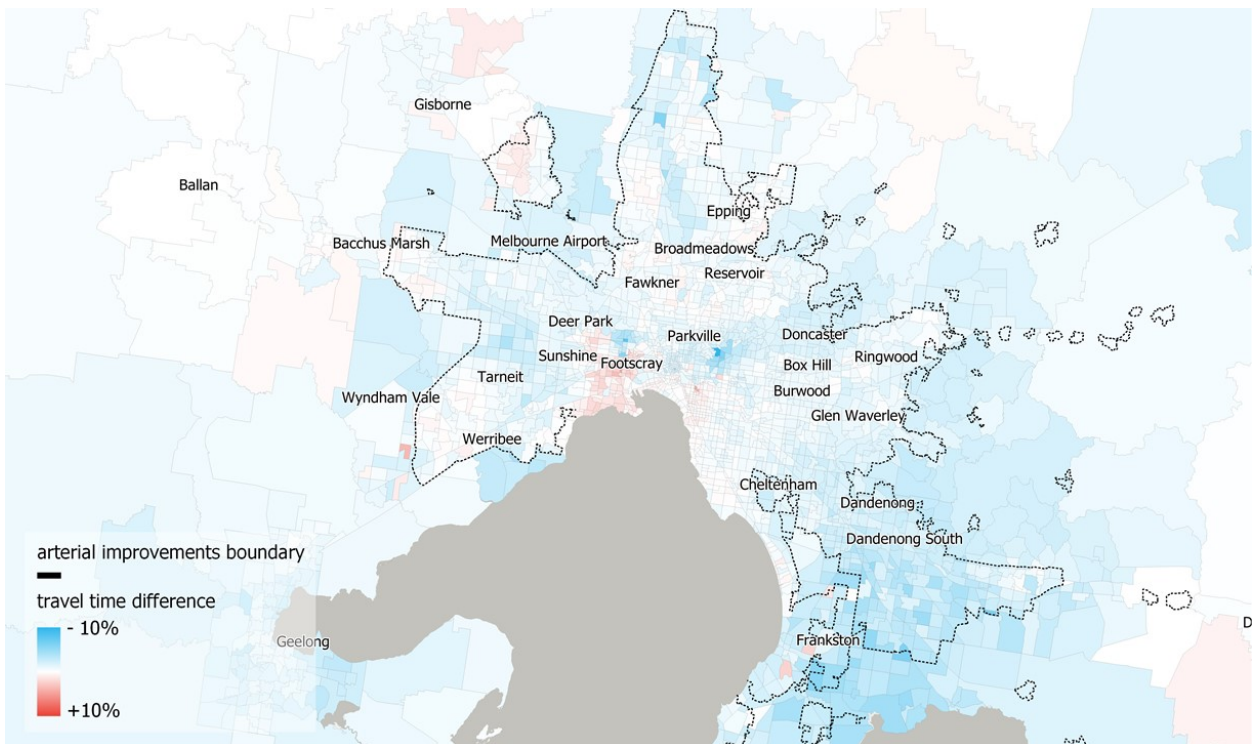 Gisborne
Ballan
Epping
Bacchus Marsh
Melbourne Airport
Broadmeadows
Reservoir
Fawkner
Deer Park
Parkville
Doncaster
Sunshine
Footscray
Box Hill
Ringwood
Tarneit
Burwood
Wyndham Vale
Glen Waverley
Werribee
Cheltenham
Dandenong
Dandenong South
arterial improvements boundary
travel time difference
- 10%
+10%
Geelong
Frankston
D